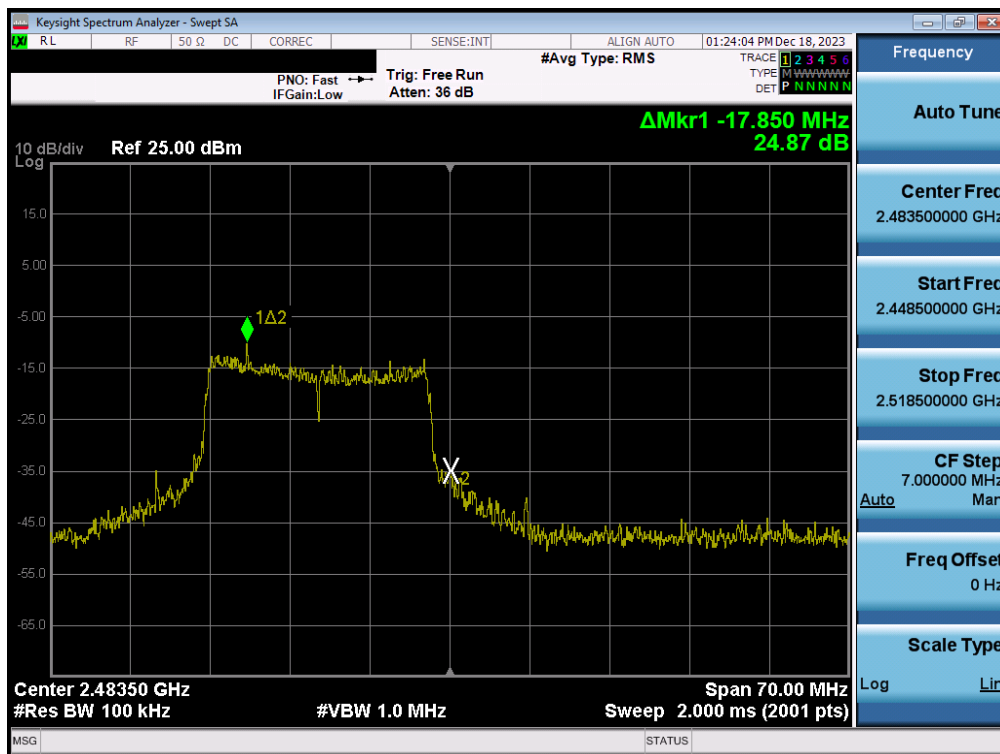 Keysight Spectrum Analyzer - Swept SA
LXI RL RF 50 Ω DC CORREC SENSE:INT ALIGN AUTO 01:24:04 PM Dec 18, 2023
PNO: Fast
IFGain:Low
Trig: Free Run
Atten: 36 dB
#Avg Type: RMS
TRACE 1 2 3 4 5 6
TYPE M W W W W W
DET P N N N N N
ΔMkr1 -17.850 MHz
24.87 dB
10 dB/div Ref 25.00 dBm
Log
15.0
5.00
-5.00
-15.0
-25.0
-35.0
-45.0
-55.0
-65.0
1Δ2
X2
Center 2.48350 GHz Span 70.00 MHz
#Res BW 100 kHz #VBW 1.0 MHz Sweep 2.000 ms (2001 pts)
MSG STATUS
Frequency
Auto Tune
Center Freq
2.483500000 GHz
Start Freq
2.448500000 GHz
Stop Freq
2.518500000 GHz
CF Step
7.000000 MHz
Auto Man
Freq Offset
0 Hz
Scale Type
Log Lin